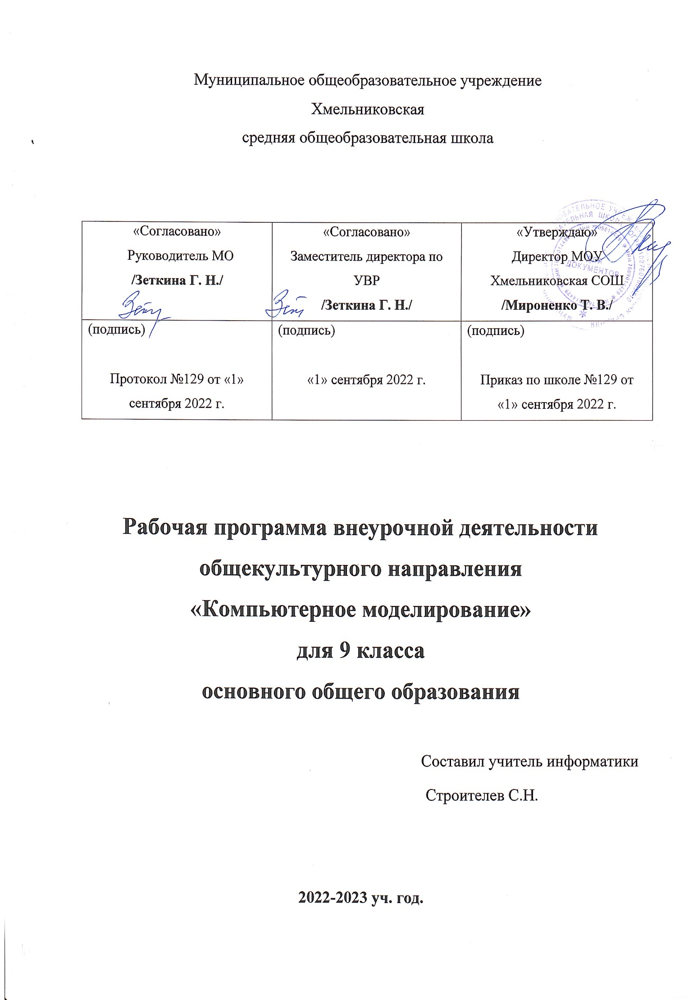 Муниципальное общеобразовательное учреждение
Хмельниковская
средняя общеобразовательная школа
«Согласовано»
Руководитель МО
/Зеткина Г. Н./
«Согласовано»
Заместитель директора по
УВР
/Зеткина Г. Н./
«Утверждаю»
Директор МОУ
Хмельниковская СОШ
/Мироненко Т. В./
ДЛЯ
ДОКУМЕНТОВ
(подпись)
Протокол №129 от «1»
сентября 2022 г.
(подпись)
«1» сентября 2022 г.
(подпись)
Приказ по школе №129 от
«1» сентября 2022 г.
Рабочая программа внеурочной деятельности
общекультурного направления
«Компьютерное моделирование»
для 9 класса
основного общего образования
Составил учитель информатики
Строителев С.Н.
2022-2023 уч. год.